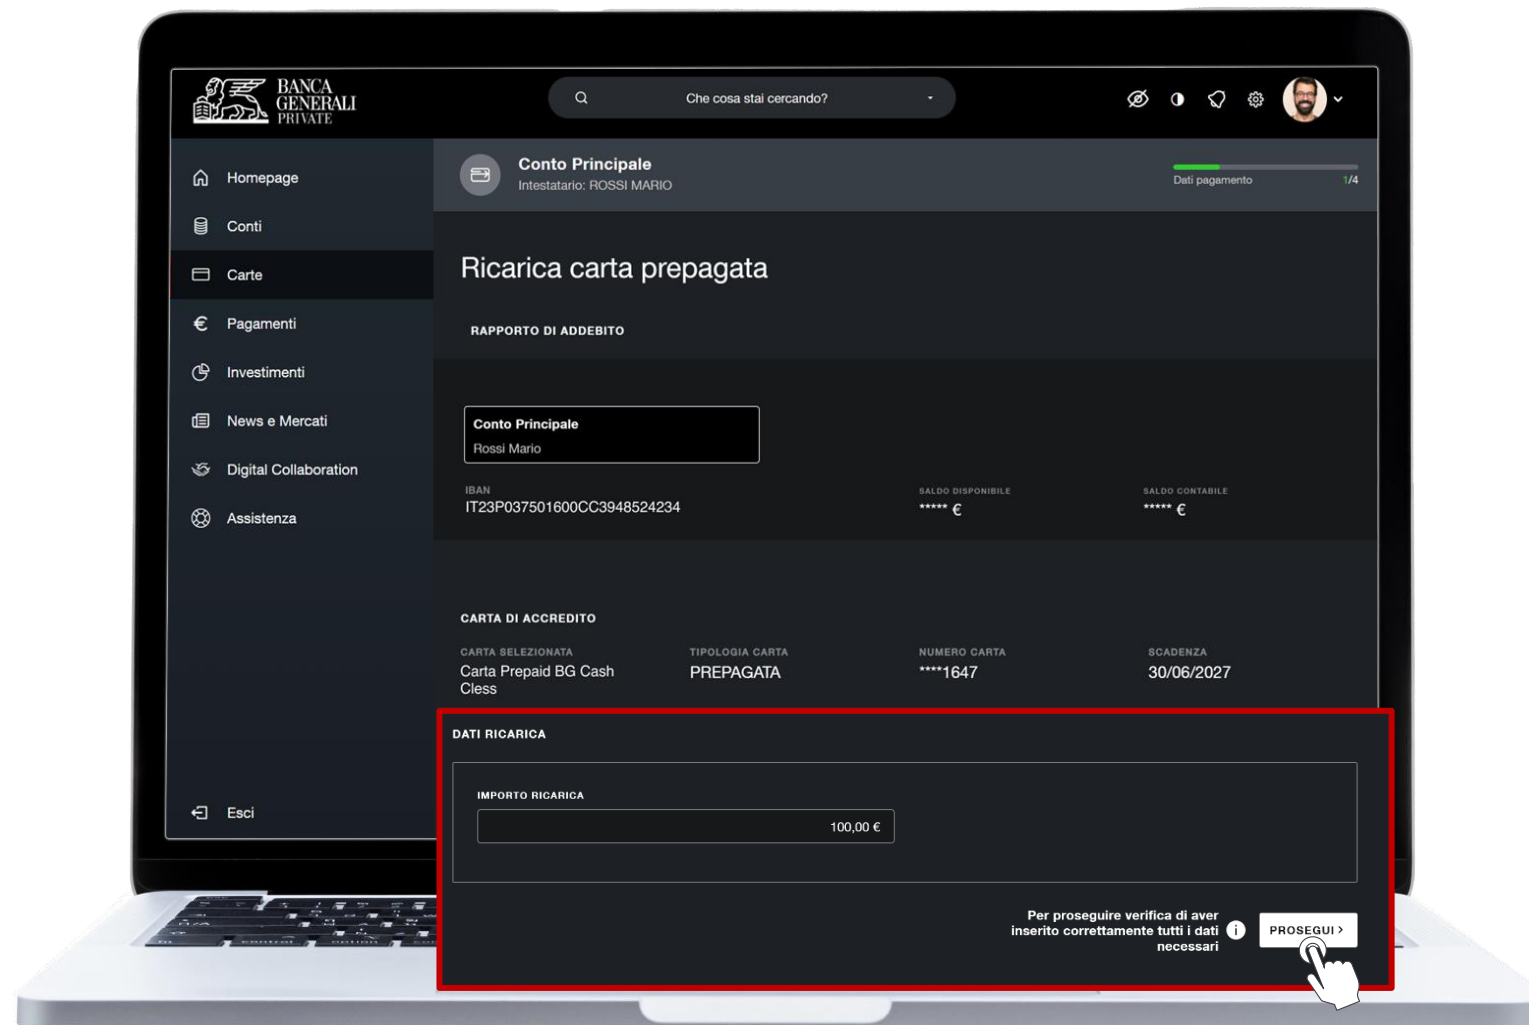 BANCA
GENERALI
PRIVATE
Che cosa stai cercando?
Homepage
Conti
Carte
Pagamenti
Investimenti
News e Mercati
Digital Collaboration
Assistenza
Esci
Conto Principale
Intestatario: ROSSI MARIO
Dati pagamento 1/4
Ricarica carta prepagata
RAPPORTO DI ADDEBITO
Conto Principale
Rossi Mario
IBAN SALDO DISPONIBILE SALDO CONTABILE
IT23P037501600CC3948524234 ***** € ***** €
CARTA DI ACCREDITO
CARTA SELEZIONATA TIPOLOGIA CARTA NUMERO CARTA SCADENZA
Carta Prepaid BG Cash PREPAGATA ****1647 30/06/2027
Cless
DATI RICARICA
IMPORTO RICARICA
100,00 €
Per proseguire verifica di aver
inserito correttamente tutti i dati
necessari
PROSEGUI >
control option